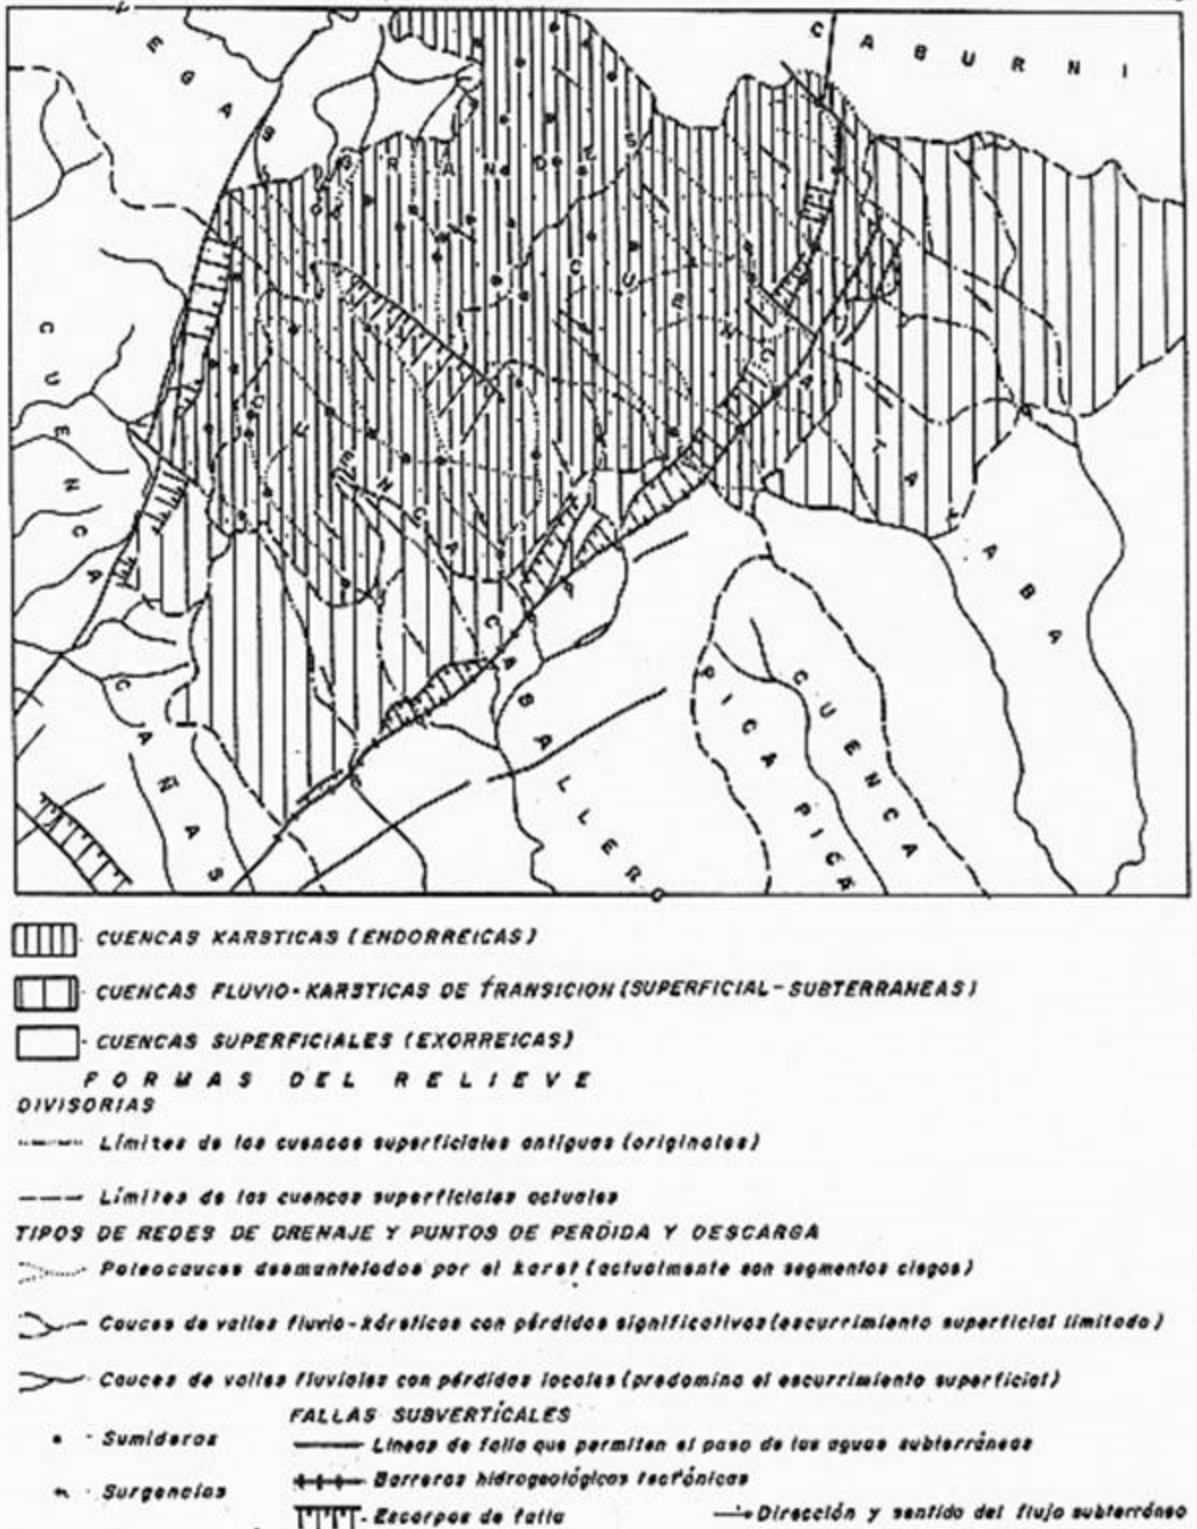 CABURNI
VEGAS
GRANDES
CUENCA
CUENCA
CUENCA
CAÑAS
CABALLER
PICA PICA
CUENCA
CUENCAS KARSTICAS (ENDORREICAS)
CUENCAS FLUVIO-KARSTICAS DE TRANSICION (SUPERFICIAL-SUBTERRANEAS)
CUENCAS SUPERFICIALES (EXORREICAS)
FORMAS DEL RELIEVE
DIVISORIAS
Límites de las cuencas superficiales antiguas (originales)
Límites de las cuencas superficiales actuales
TIPOS DE REDES DE DRENAJE Y PUNTOS DE PERDIDA Y DESCARGA
Paleocauces desmantelados por el karst (actualmente son segmentos ciegos)
Cauces de valles fluvio-kársticos con pérdidas significativas (escurrimiento superficial limitado)
Cauces de valles fluviales con pérdidas locales (predomina el escurrimiento superficial)
FALLAS SUBVERTÍCALES
Sumideros
Líneas de falla que permiten el paso de las aguas subterráneas
Barreras hidrogeológicas tectónicas
Surgencias
Escarpes de falla
Dirección y sentido del flujo subterráneo